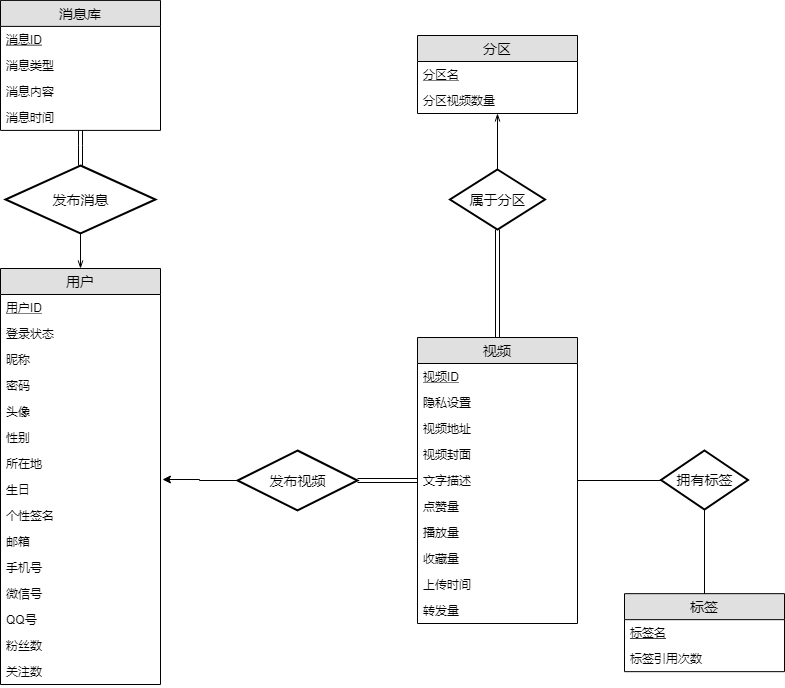 消息库
消息ID
消息类型
消息内容
消息时间
发布消息
用户
用户ID
登录状态
昵称
密码
头像
性别
所在地
生日
个性签名
邮箱
手机号
微信号
QQ号
粉丝数
关注数
发布视频
分区
分区名
分区视频数量
属于分区
视频
视频ID
隐私设置
视频地址
视频封面
文字描述
点赞量
播放量
收藏量
上传时间
转发量
拥有标签
标签
标签名
标签引用次数